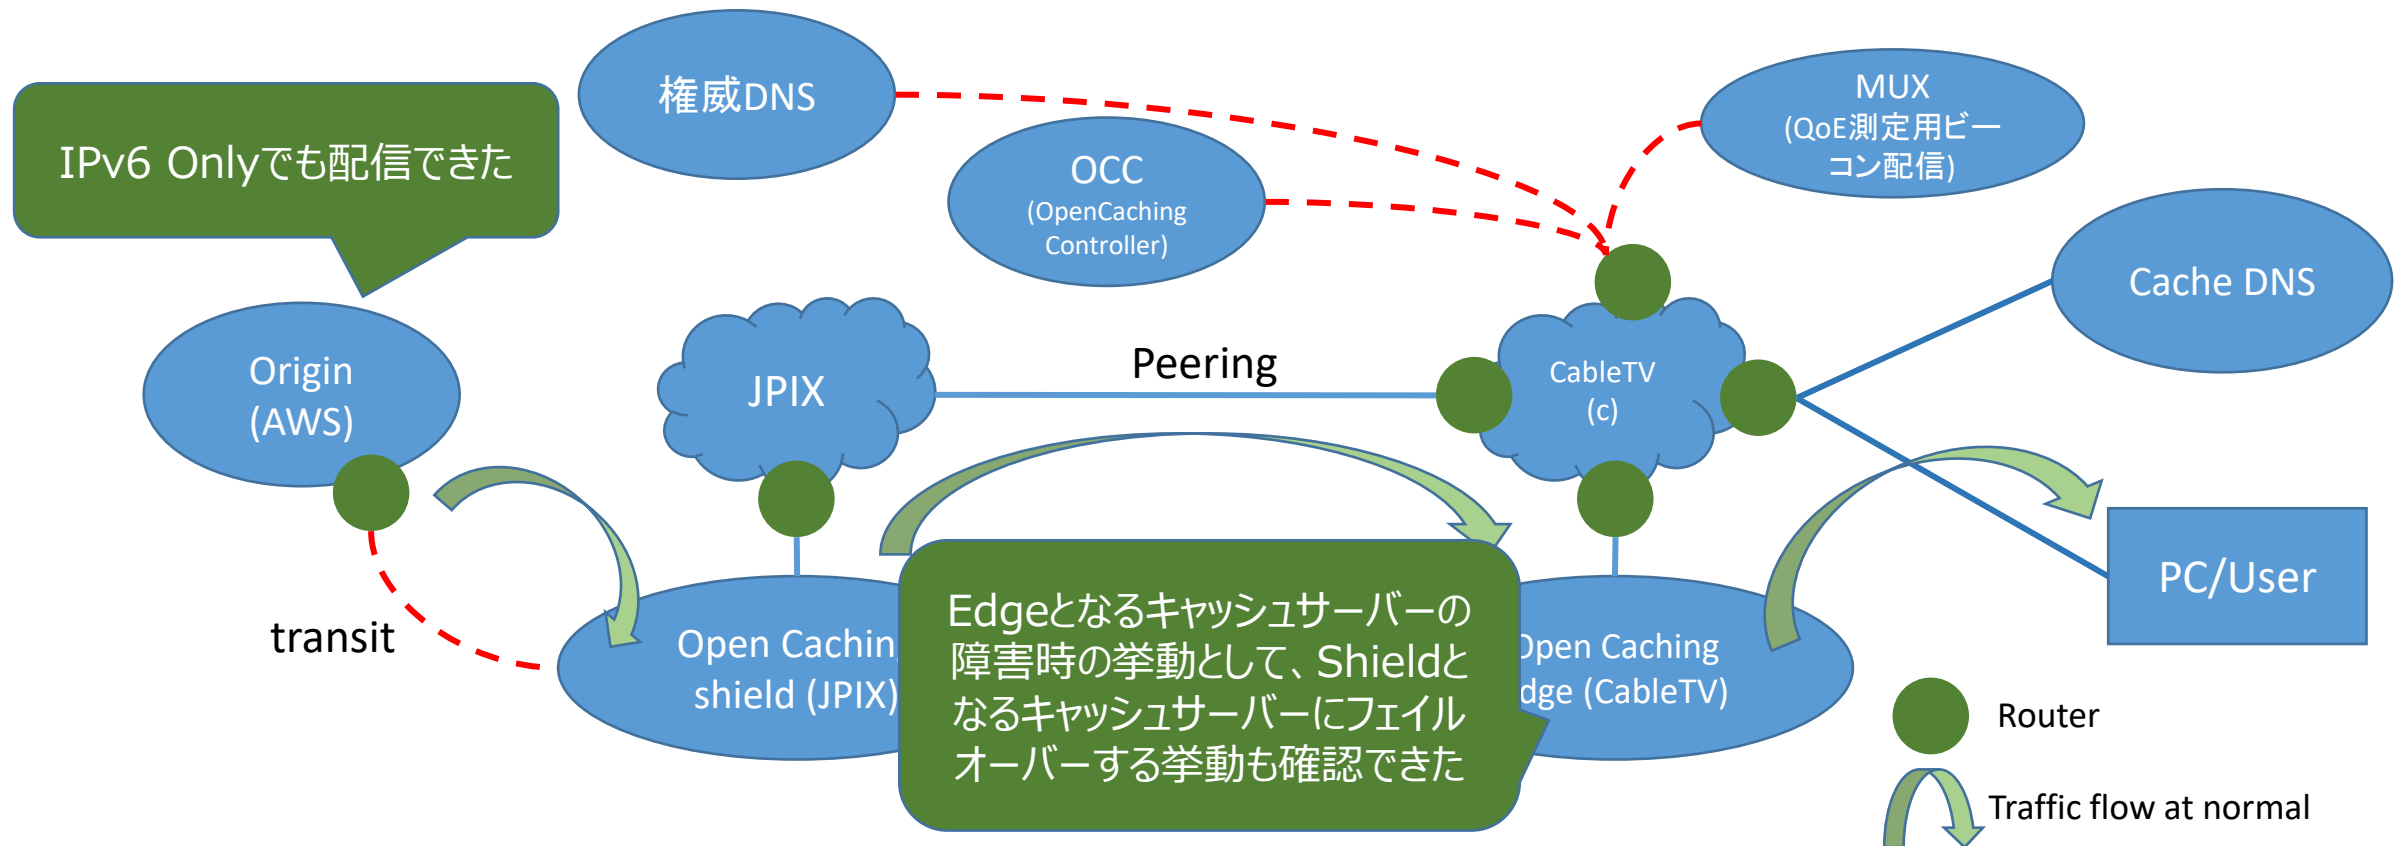 権威DNS
MUX
(QoE測定用ビー
コン配信)
IPv6 Onlyでも配信できた
OCC
(OpenCaching
Controller)
Cache DNS
Origin
(AWS)
JPIX
Peering
CableTV
(c)
transit
Open Cachin
shield (JPIX)
Edgeとなるキャッシュサーバーの
障害時の挙動として、Shieldと
なるキャッシュサーバーにフェイル
オーバーする挙動も確認できた
Open Caching
dge (CableTV)
PC/User
Router
Traffic flow at normal